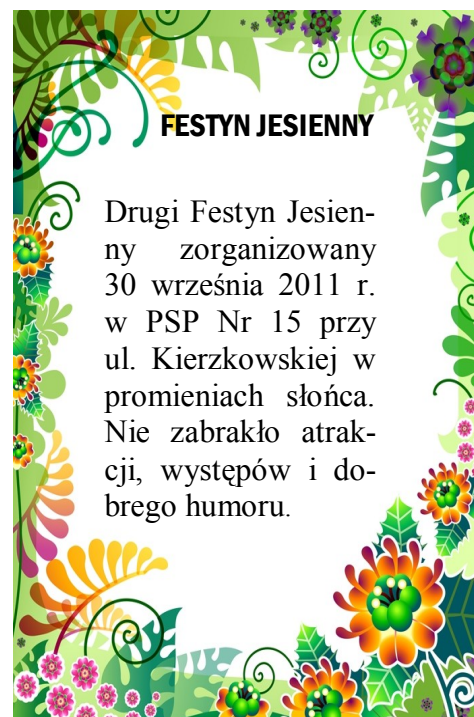 FESTYN JESIENNY
Drugi Festyn Jesien-
ny zorganizowany
30 września 2011 r.
w PSP Nr 15 przy
ul. Kierzkowskiej w
promieniach słońca.
Nie zabrakło atrak-
cji, występów i do-
brego humoru.